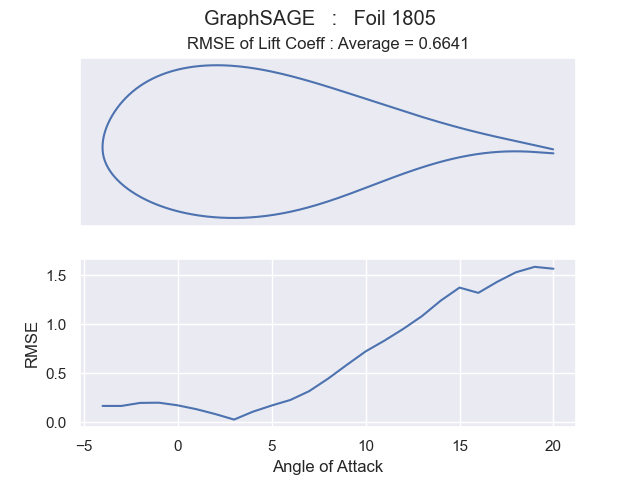 GraphSAGE : Foil 1805
RMSE of Lift Coeff : Average = 0.6641
1.5
1.0
0.5
0.0
RMSE
−5
0
5
10
15
20
Angle of Attack